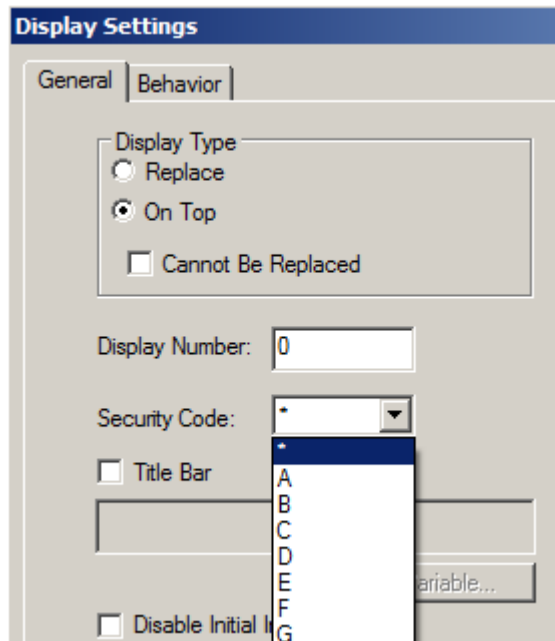 Display Settings
General Behavior
Display Type
Replace
On Top
Cannot Be Replaced
Display Number: 0
Security Code: *
*
Title Bar
A
B
C
D
E
ariable...
F
Disable Initial I
G